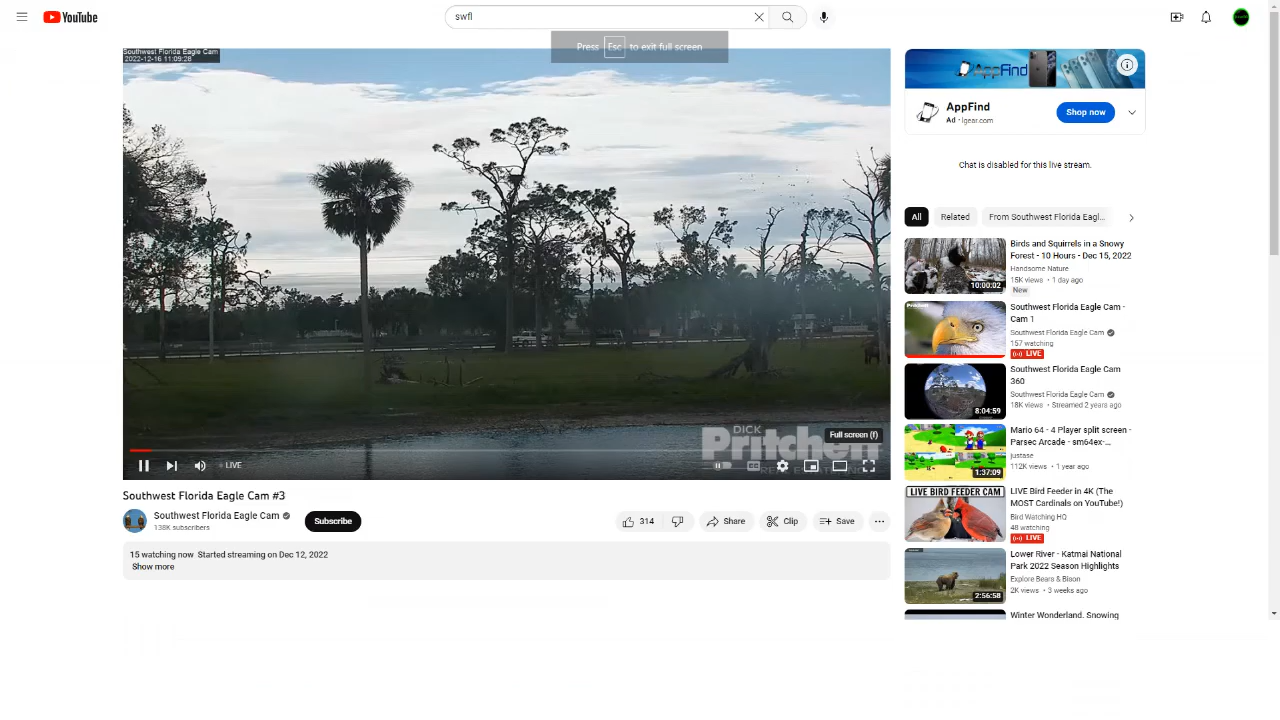 YouTube
swfl
Press Esc to exit full screen
Southwest Florida Eagle Cam
2022-12-16 11:09:28
DICK
Pritchett
Full screen (f)
LIVE
Southwest Florida Eagle Cam #3
Southwest Florida Eagle Cam
138K subscribers
Subscribe
314
Share
Clip
Save
15 watching now Started streaming on Dec 12, 2022
Show more
AppFind
AppFind
Ad · lgear.com
Shop now
Chat is disabled for this live stream.
All
Related
From Southwest Florida Eagl...
Birds and Squirrels in a Snowy
Forest - 10 Hours - Dec 15, 2022
Handsome Nature
15K views · 1 day ago
New
10:00:02
Southwest Florida Eagle Cam -
Cam 1
Southwest Florida Eagle Cam
157 watching
LIVE
Southwest Florida Eagle Cam
360
Southwest Florida Eagle Cam
18K views · Streamed 2 years ago
8:04:59
Mario 64 - 4 Player split screen -
Parsec Arcade - sm64ex-...
justase
112K views · 1 year ago
1:37:09
LIVE BIRD FEEDER CAM
LIVE Bird Feeder in 4K (The
MOST Cardinals on YouTube!)
Bird Watching HQ
48 watching
LIVE
Lower River - Katmai National
Park 2022 Season Highlights
Explore Bears & Bison
2K views · 3 weeks ago
2:56:58
Winter Wonderland. Snowing